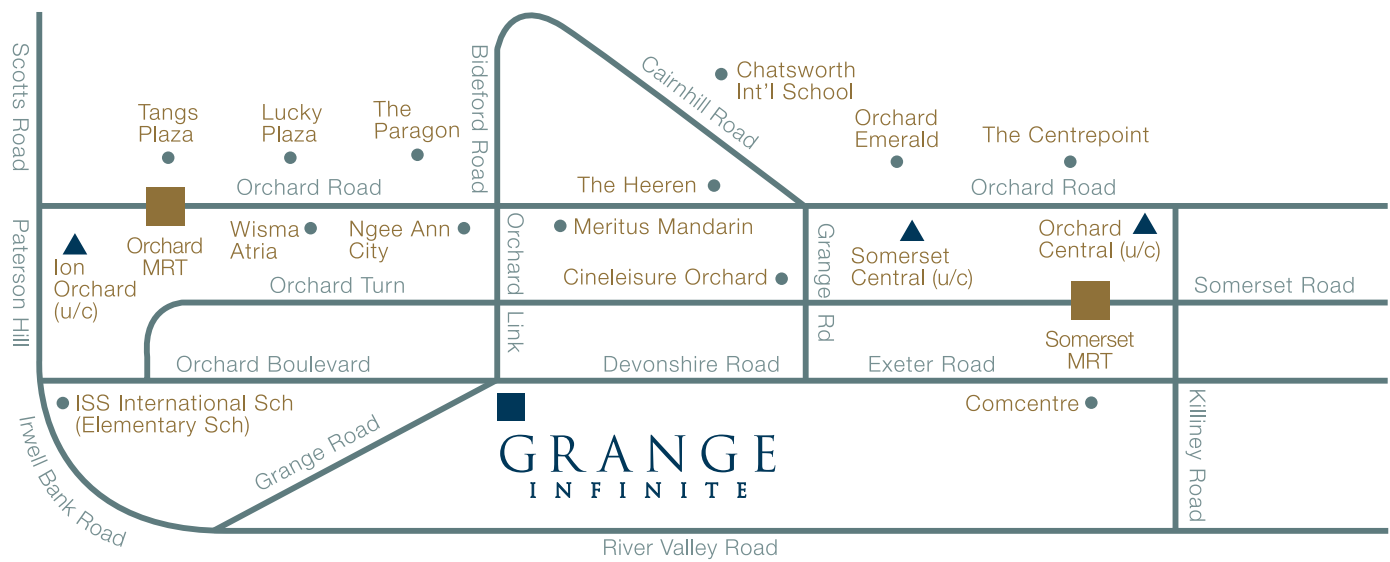 Scotts Road
Bideford Road
Cairnhill Road
Chatsworth
Int'l School
Tangs
Plaza
Lucky
Plaza
The
Paragon
Orchard
Emerald
The Centrepoint
Orchard Road
The Heeren
Orchard Road
Paterson Hill
Ion
Orchard
(u/c)
Orchard
MRT
Wisma
Atria
Ngee Ann
City
Orchard Link
Meritus Mandarin
Cineleisure Orchard
Grange Rd
Somerset
Central (u/c)
Orchard
Central (u/c)
Orchard Turn
Somerset Road
Somerset
MRT
Orchard Boulevard
Devonshire Road
Exeter Road
ISS International Sch
(Elementary Sch)
Comcentre
Killiney Road
Irwell Bank Road
Grange Road
GRANGE
INFINITE
River Valley Road